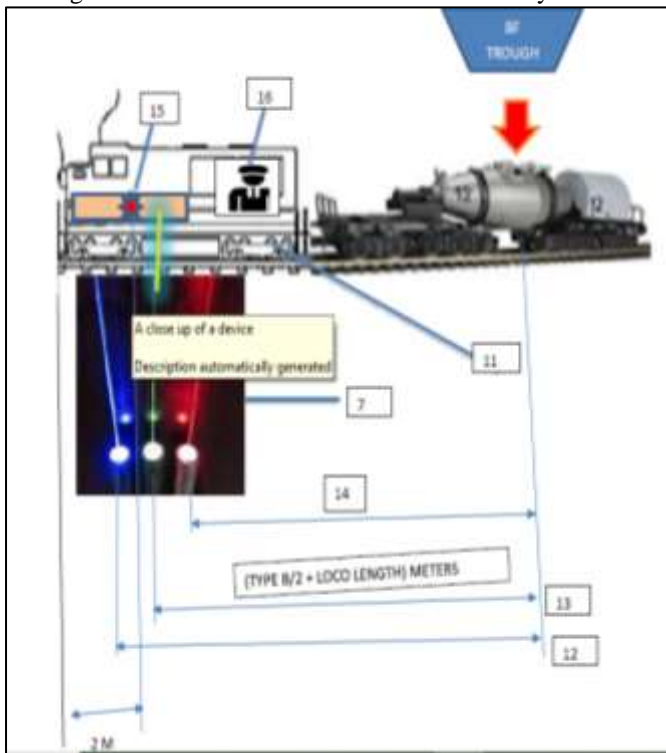 BF
TROUGH
16
15
12
12
A close up of a device
Description automatically generated
11
7
14
(TYPE B/2 + LOCO LENGTH) METERS
13
12
2 M